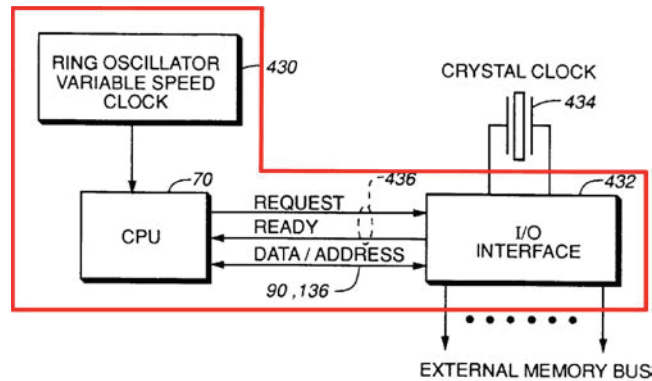 RING OSCILLATOR
VARIABLE SPEED
CLOCK
430
CRYSTAL CLOCK
434
70
436
432
CPU
REQUEST
READY
DATA / ADDRESS
I/O
INTERFACE
90 , 136
EXTERNAL MEMORY BUS